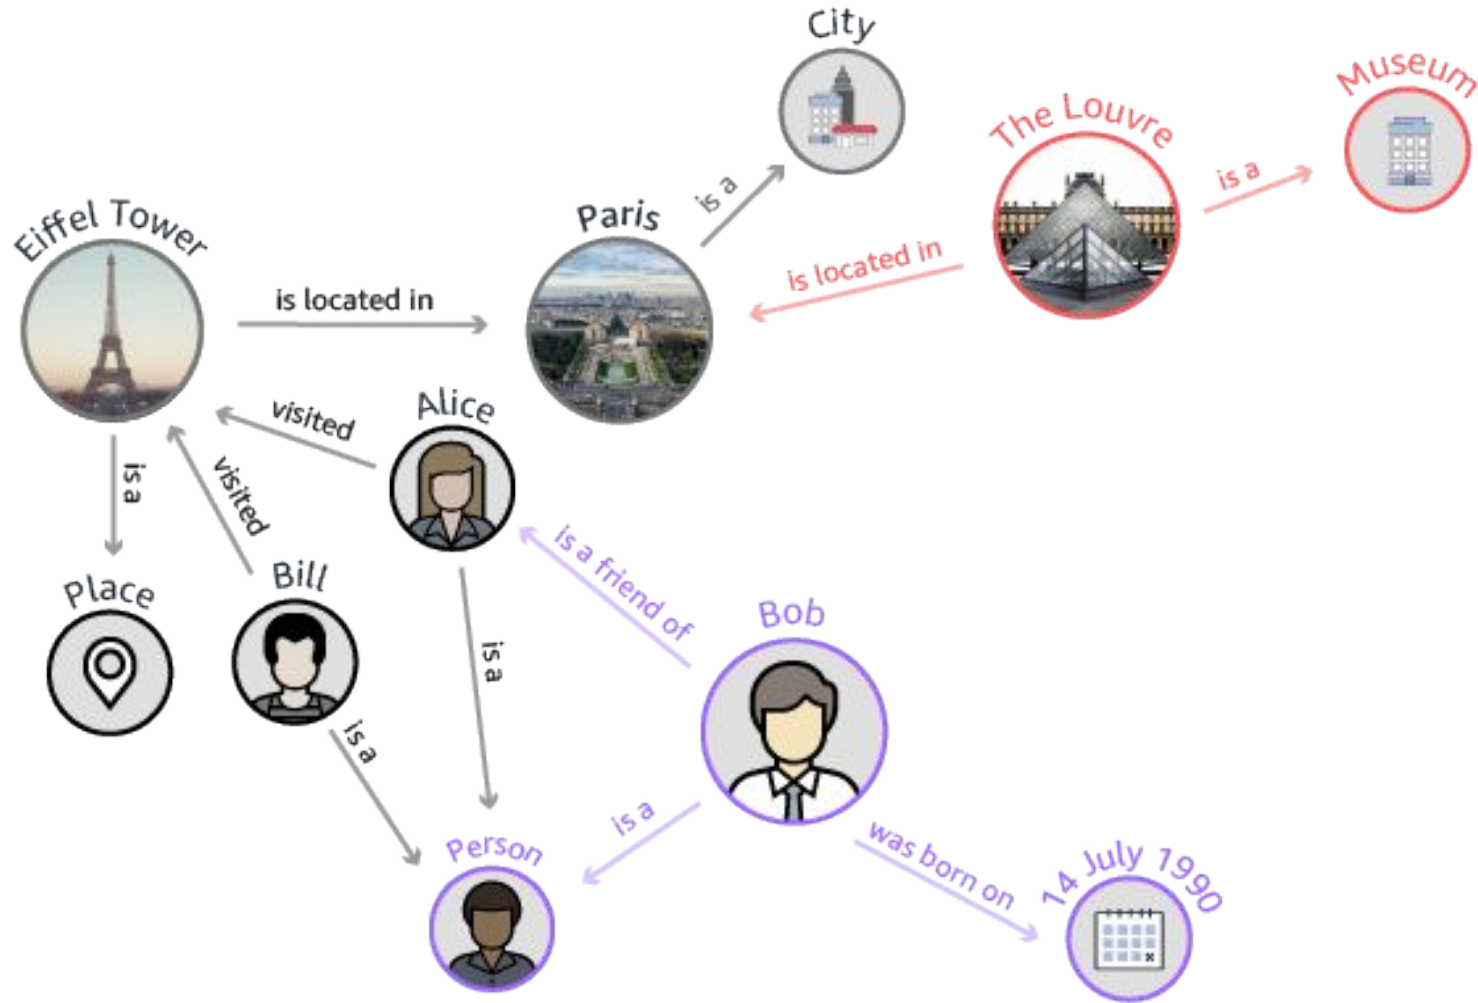 City
Museum
The Louvre
is a
is a
Paris
Eiffel Tower
is located in
is located in
Alice
visited
visited
is a
is a friend of
Bill
Place
Bob
is a
is a
is a
Person
was born on
14 July 1990